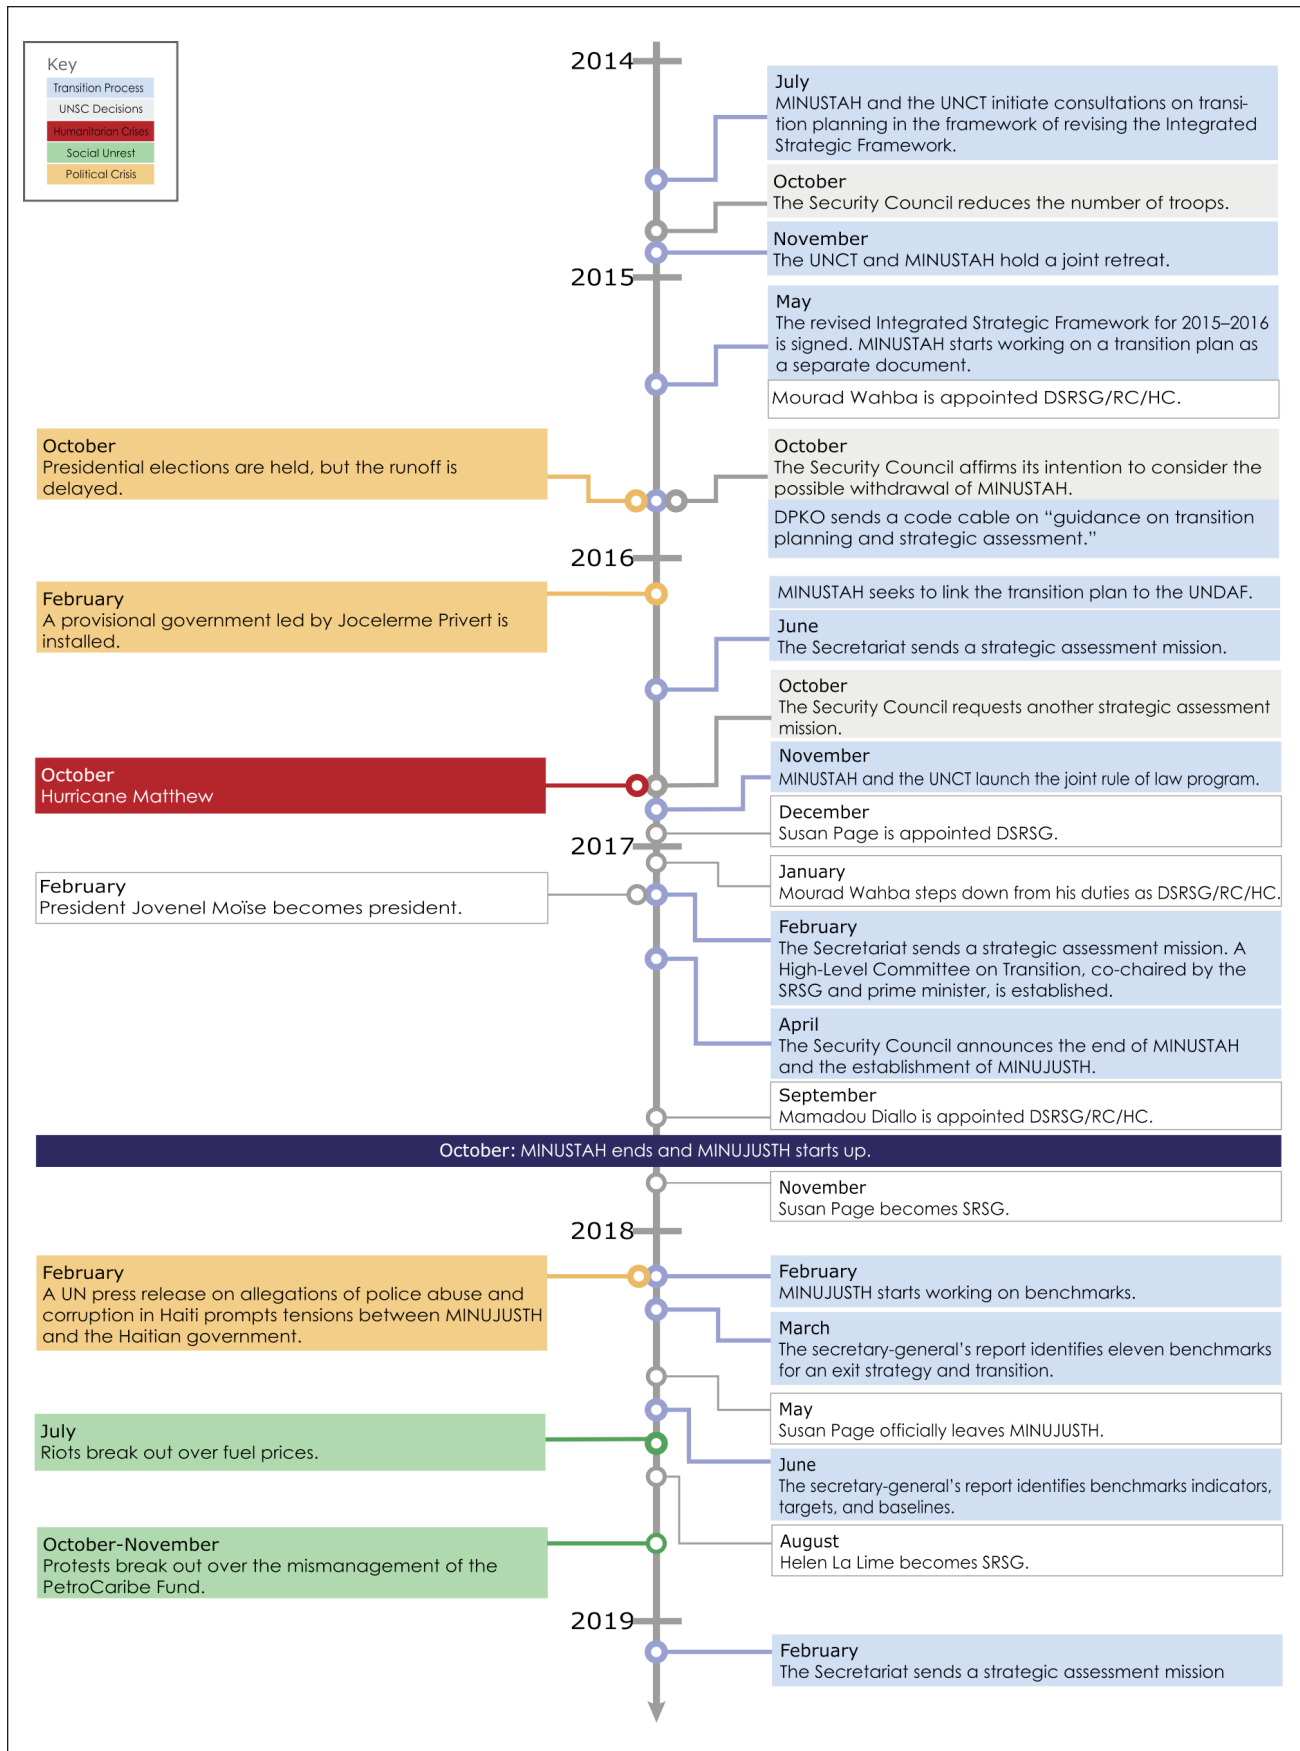 Key
Transition Process
UNSC Decisions
Humanitarian Crises
Social Unrest
Political Crisis
2014
July
MINUSTAH and the UNCT initiate consultations on transi-
tion planning in the framework of revising the Integrated
Strategic Framework.
October
The Security Council reduces the number of troops.
November
The UNCT and MINUSTAH hold a joint retreat.
2015
May
The revised Integrated Strategic Framework for 2015–2016
is signed. MINUSTAH starts working on a transition plan as
a separate document.
Mourad Wahba is appointed DSRSG/RC/HC.
October
Presidential elections are held, but the runoff is
delayed.
October
The Security Council affirms its intention to consider the
possible withdrawal of MINUSTAH.
DPKO sends a code cable on “guidance on transition
planning and strategic assessment.”
2016
February
A provisional government led by Jocelerme Privert is
installed.
MINUSTAH seeks to link the transition plan to the UNDAF.
June
The Secretariat sends a strategic assessment mission.
October
The Security Council requests another strategic assessment
mission.
October
Hurricane Matthew
November
MINUSTAH and the UNCT launch the joint rule of law program.
December
Susan Page is appointed DSRSG.
2017
January
Mourad Wahba steps down from his duties as DSRSG/RC/HC.
February
President Jovenel Moïse becomes president.
February
The Secretariat sends a strategic assessment mission. A
High-Level Committee on Transition, co-chaired by the
SRSG and prime minister, is established.
April
The Security Council announces the end of MINUSTAH
and the establishment of MINUJUSTH.
September
Mamadou Diallo is appointed DSRSG/RC/HC.
October: MINUSTAH ends and MINUJUSTH starts up.
November
Susan Page becomes SRSG.
2018
February
A UN press release on allegations of police abuse and
corruption in Haiti prompts tensions between MINUJUSTH
and the Haitian government.
February
MINUJUSTH starts working on benchmarks.
March
The secretary-general’s report identifies eleven benchmarks
for an exit strategy and transition.
May
Susan Page officially leaves MINUJUSTH.
July
Riots break out over fuel prices.
June
The secretary-general’s report identifies benchmarks indicators,
targets, and baselines.
October-November
Protests break out over the mismanagement of the
PetroCaribe Fund.
August
Helen La Lime becomes SRSG.
2019
February
The Secretariat sends a strategic assessment mission